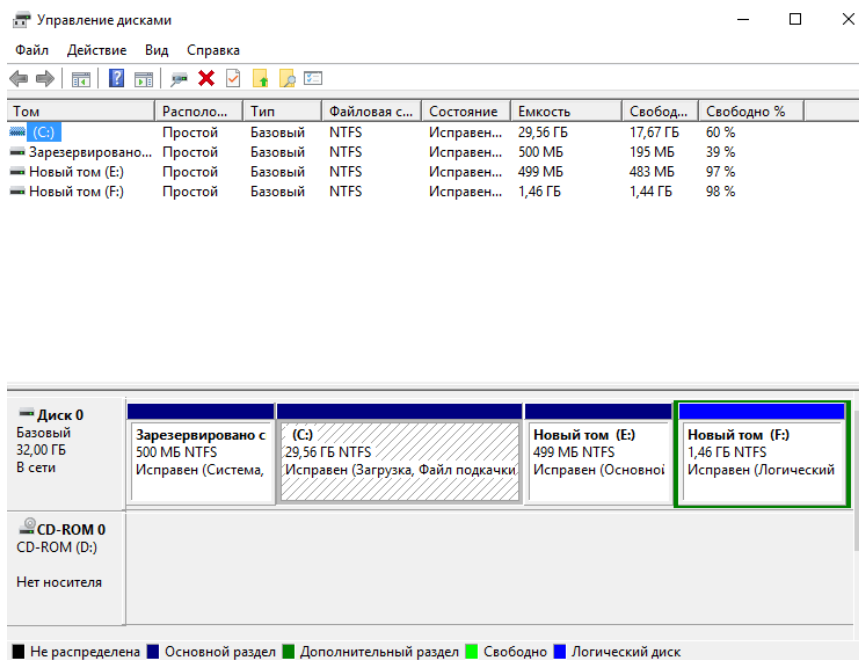 Управление дисками
Файл Действие Вид Справка
Том Располо... Тип Файловая с... Состояние Емкость Свобод... Свободно %
(C:) Простой Базовый NTFS Исправен... 29,56 ГБ 17,67 ГБ 60 %
Зарезервировано... Простой Базовый NTFS Исправен... 500 МБ 195 МБ 39 %
Новый том (E:) Простой Базовый NTFS Исправен... 499 МБ 483 МБ 97 %
Новый том (F:) Простой Базовый NTFS Исправен... 1,46 ГБ 1,44 ГБ 98 %
Диск 0
Базовый
32,00 ГБ
В сети
Зарезервировано с
500 МБ NTFS
Исправен (Система,
(C:)
29,56 ГБ NTFS
Исправен (Загрузка, Файл подкачки
Новый том (E:)
499 МБ NTFS
Исправен (Основной
Новый том (F:)
1,46 ГБ NTFS
Исправен (Логический
CD-ROM 0
CD-ROM (D:)
Нет носителя
Не распределена Основной раздел Дополнительный раздел Свободно Логический диск